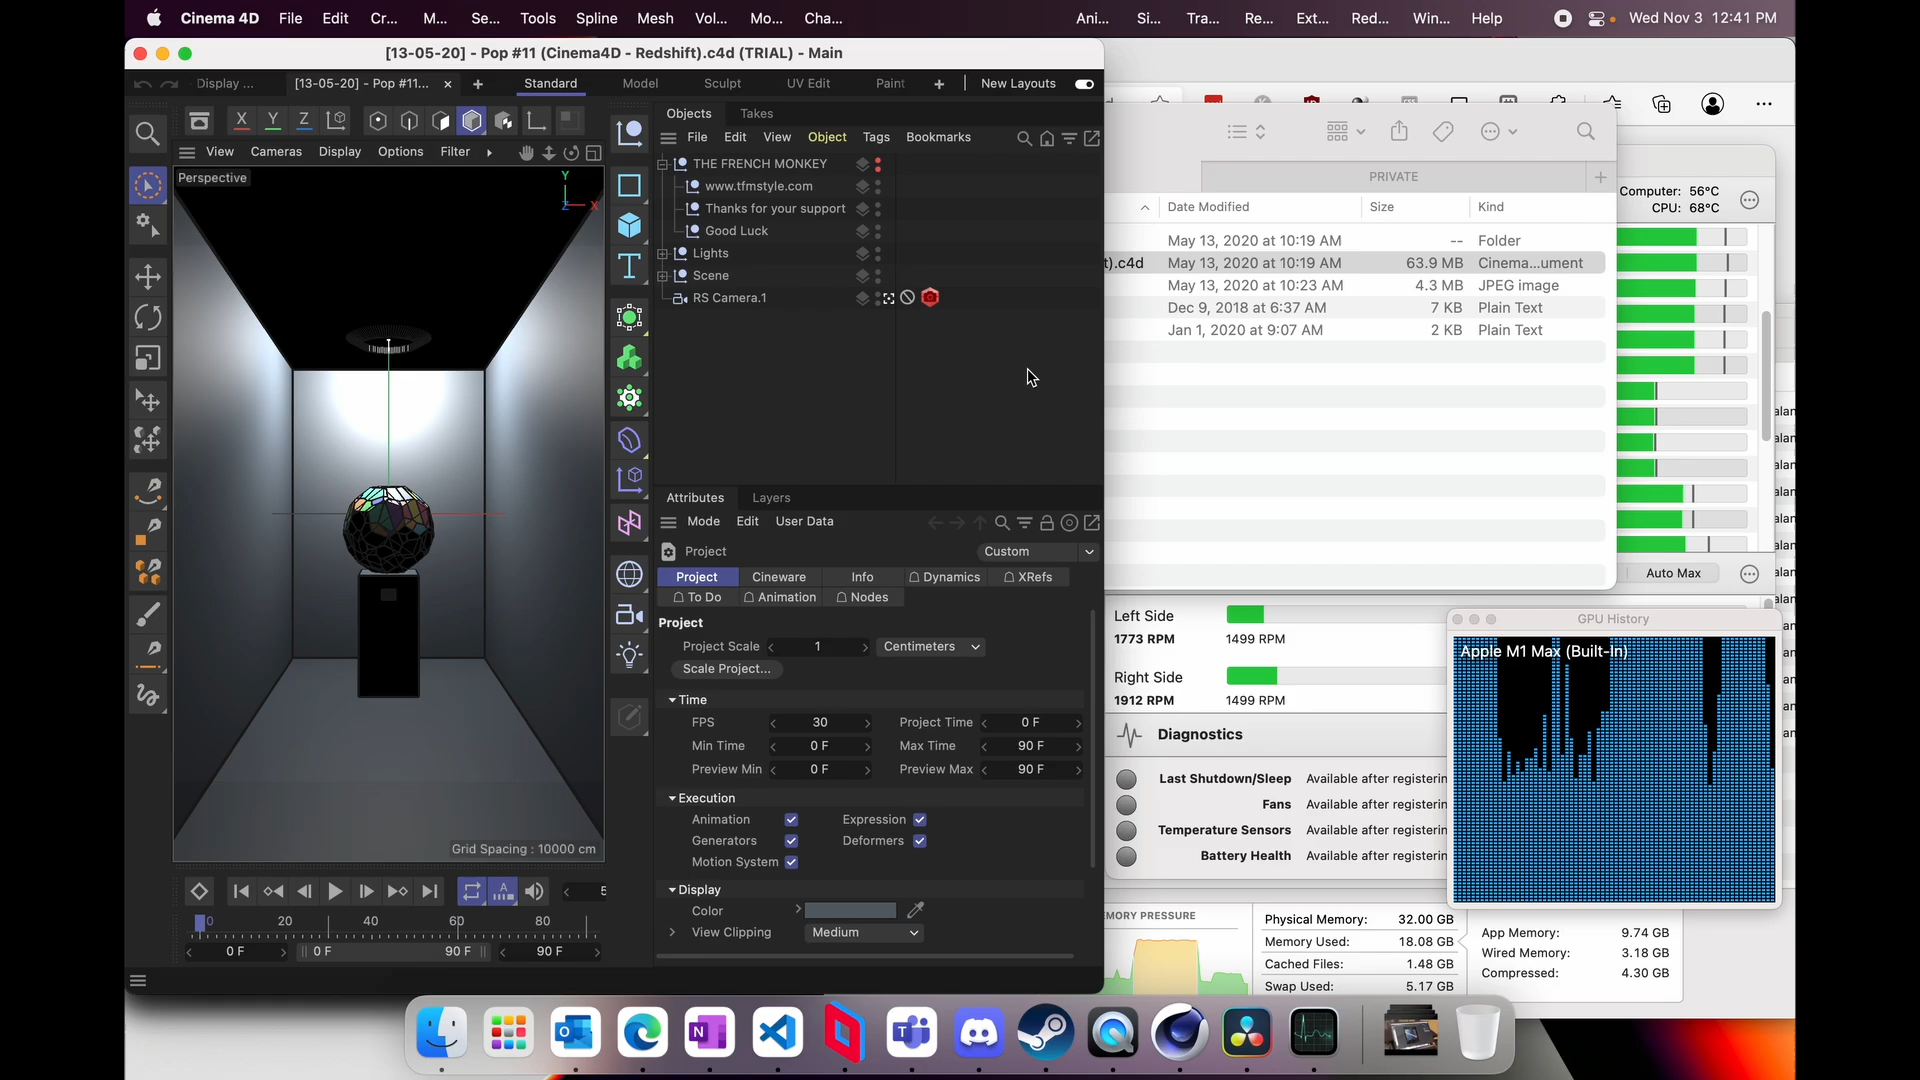 Cinema 4D File Edit Cr... M... Se... Tools Spline Mesh Vol... Mo... Cha... Ani... Si... Tra... Re... Ext... Red... Win... Help Wed Nov 3 12:41 PM
[13-05-20] - Pop #11 (Cinema4D - Redshift).c4d (TRIAL) - Main
Display ... [13-05-20] - Pop #11... × + Standard Model Sculpt UV Edit Paint + New Layouts
X Y Z
View Cameras Display Options Filter
Perspective
Y
Z X
Grid Spacing : 10000 cm
Objects Takes
File Edit View Object Tags Bookmarks
THE FRENCH MONKEY
www.tfmstyle.com
Thanks for your support
Good Luck
Lights
Scene
RS Camera.1
Attributes Layers
Mode Edit User Data
Project Custom
Project Cineware Info Dynamics XRefs
To Do Animation Nodes
Project
Project Scale 1 Centimeters
Scale Project...
Time
FPS 30 Project Time 0 F
Min Time 0 F Max Time 90 F
Preview Min 0 F Preview Max 90 F
Execution
Animation Expression
Generators Deformers
Motion System
Display
Color
View Clipping Medium
5
0 20 40 60 80
0 F 0 F 90 F 90 F
PRIVATE +
Date Modified Size Kind
May 13, 2020 at 10:19 AM -- Folder
t).c4d May 13, 2020 at 10:19 AM 63.9 MB Cinema...ument
May 13, 2020 at 10:23 AM 4.3 MB JPEG image
Dec 9, 2018 at 6:37 AM 7 KB Plain Text
Jan 1, 2020 at 9:07 AM 2 KB Plain Text
Computer: 56°C
CPU: 68°C
Auto Max
Left Side
1773 RPM 1499 RPM
Right Side
1912 RPM 1499 RPM
Diagnostics
Last Shutdown/Sleep Available after registerin
Fans Available after registerin
Temperature Sensors Available after registerin
Battery Health Available after registerin
GPU History
Apple M1 Max (Built-In)
EMORY PRESSURE
Physical Memory: 32.00 GB
Memory Used: 18.08 GB
Cached Files: 1.48 GB
Swap Used: 5.17 GB
App Memory: 9.74 GB
Wired Memory: 3.18 GB
Compressed: 4.30 GB